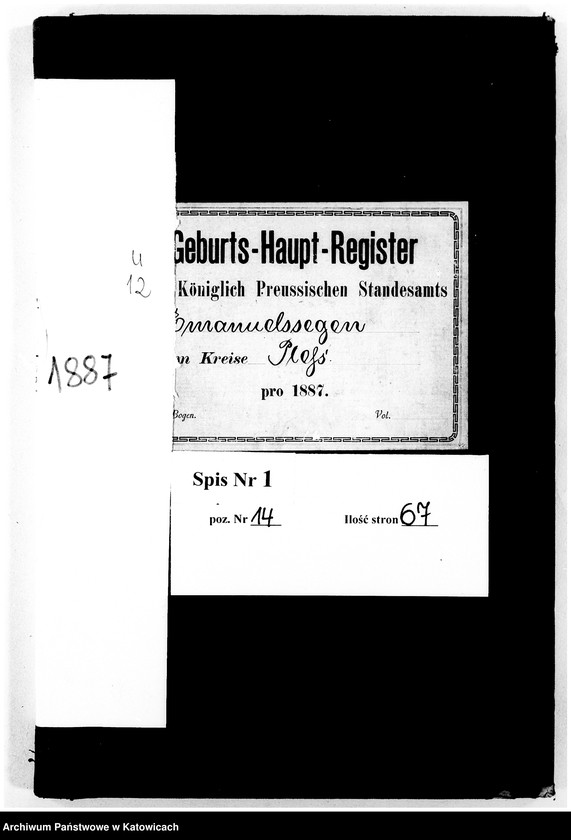 U
12
1887
Geburts-Haupt-Register
Königlich Preussischen Standesamts
Emanuelssegen
Kreise Pleß
pro 1887.
Bogen. Vol.
Spis Nr 1
poz. Nr 14 Ilość stron 67
Archiwum Państwowe w Katowicach